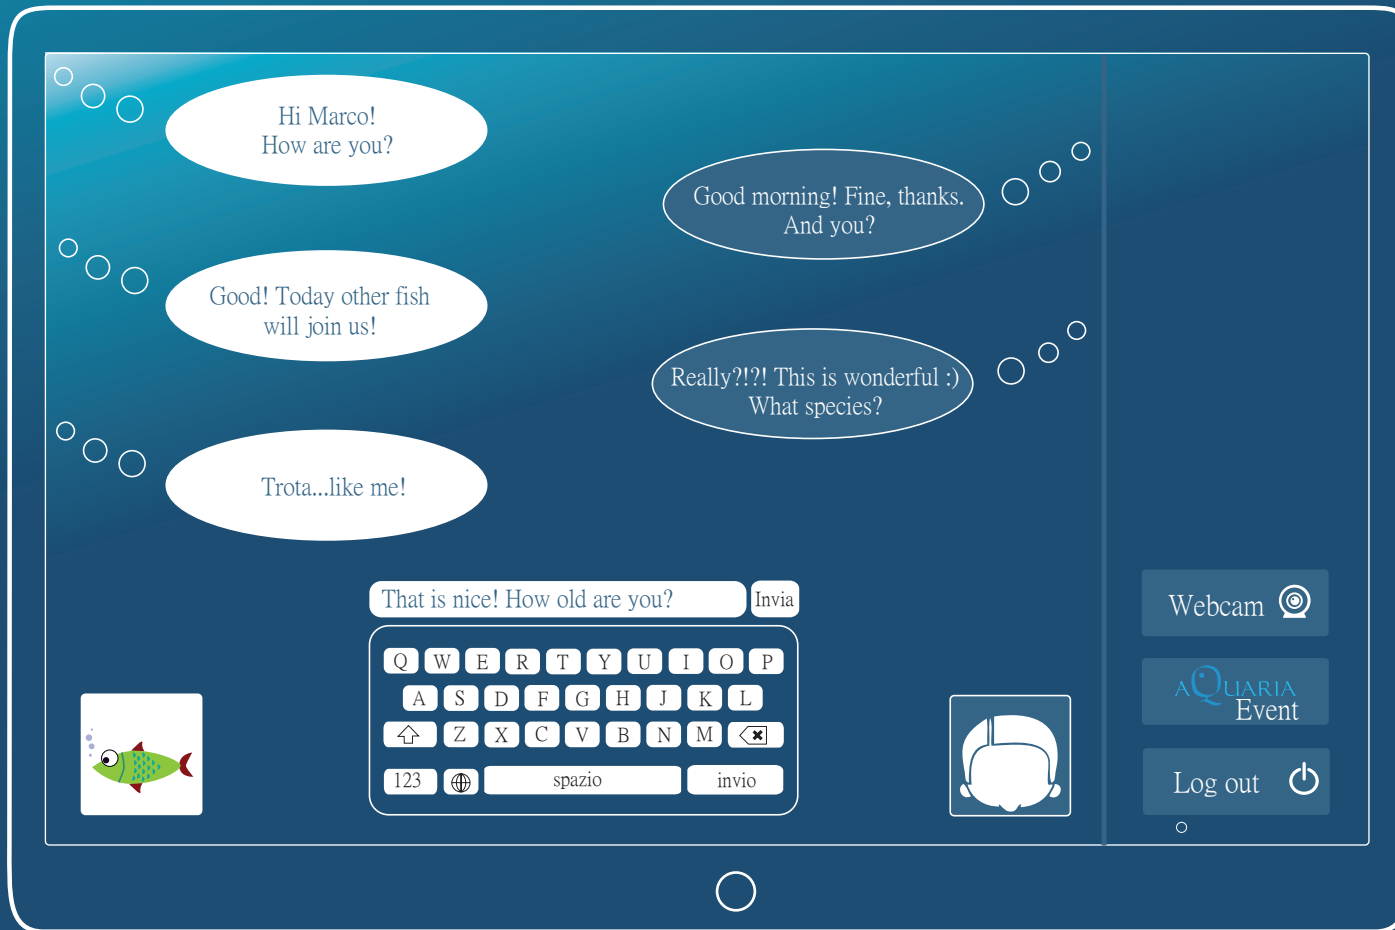 Hi Marco!
How are you?
Good morning! Fine, thanks.
And you?
Good! Today other fish
will join us!
Really?!?! This is wonderful :)
What species?
Trota...like me!
That is nice! How old are you?
Invia
Q W E R T Y U I O P
A S D F G H J K L
Z X C V B N M
123 spazio invio
Webcam
AQUARIA
Event
Log out